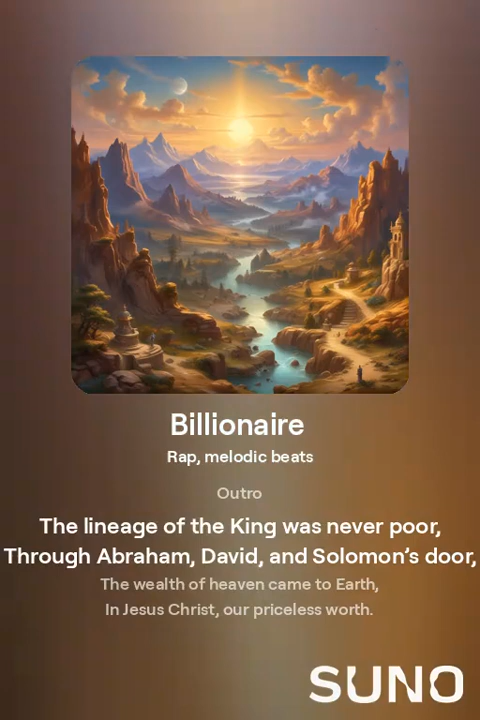 Billionaire
Rap, melodic beats
Outro
The lineage of the King was never poor,
Through Abraham, David, and Solomon’s door,
The wealth of heaven came to Earth,
In Jesus Christ, our priceless worth.
SUNO